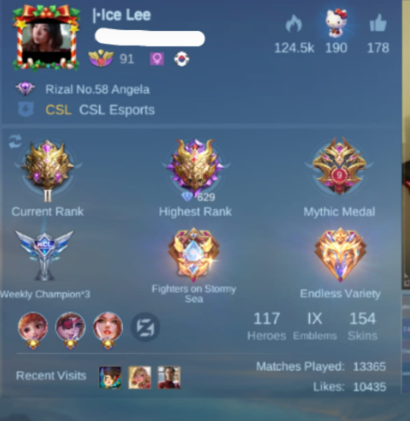 |·Ice Lee
91
124.5k 190 178
Rizal No.58 Angela
CSL CSL Esports
II
629
9
Current Rank Highest Rank Mythic Medal
Weekly Champion*3 Fighters on Stormy Sea Endless Variety
117 IX 154
Heroes Emblems Skins
Matches Played: 13365
Recent Visits
Likes: 10435